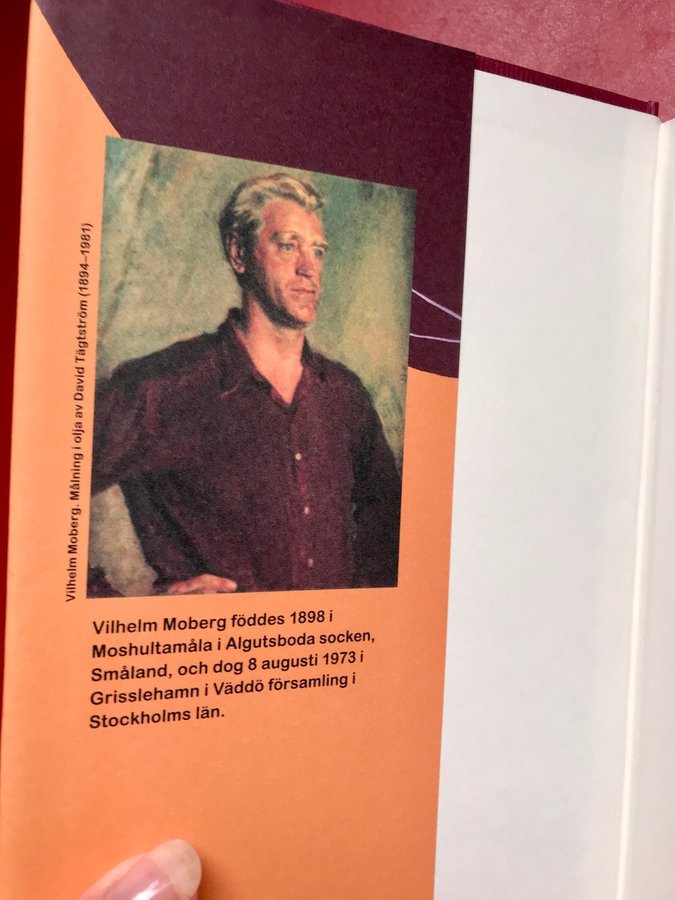 Vilhelm Moberg. Målning i olja av David Tägtström (1894–1981)
Vilhelm Moberg föddes 1898 i
Moshultamåla i Algutsboda socken,
Småland, och dog 8 augusti 1973 i
Grisslehamn i Väddö församling i
Stockholms län.